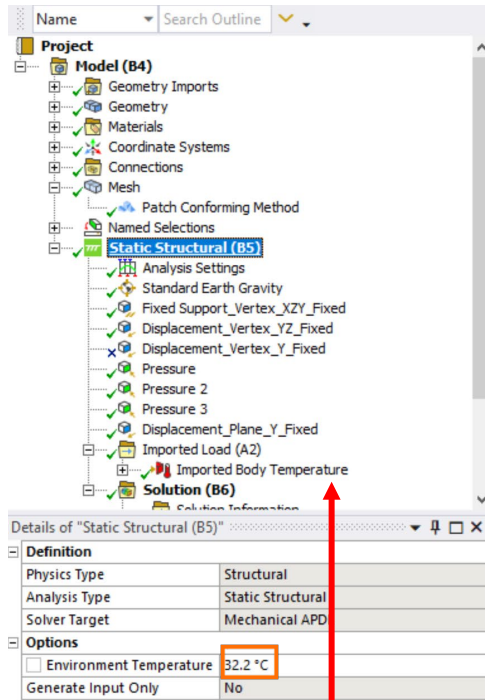 Name Search Outline
Project
Model (B4)
Geometry Imports
Geometry
Materials
Coordinate Systems
Connections
Mesh
Patch Conforming Method
Named Selections
Static Structural (B5)
Analysis Settings
Standard Earth Gravity
Fixed Support_Vertex_XZY_Fixed
Displacement_Vertex_YZ_Fixed
Displacement_Vertex_Y_Fixed
Pressure
Pressure 2
Pressure 3
Displacement_Plane_Y_Fixed
Imported Load (A2)
Imported Body Temperature
Solution (B6)
Solution Information
Details of "Static Structural (B5)"
Definition
Physics Type Structural
Analysis Type Static Structural
Solver Target Mechanical APD
Options
Environment Temperature 32.2 °C
Generate Input Only No